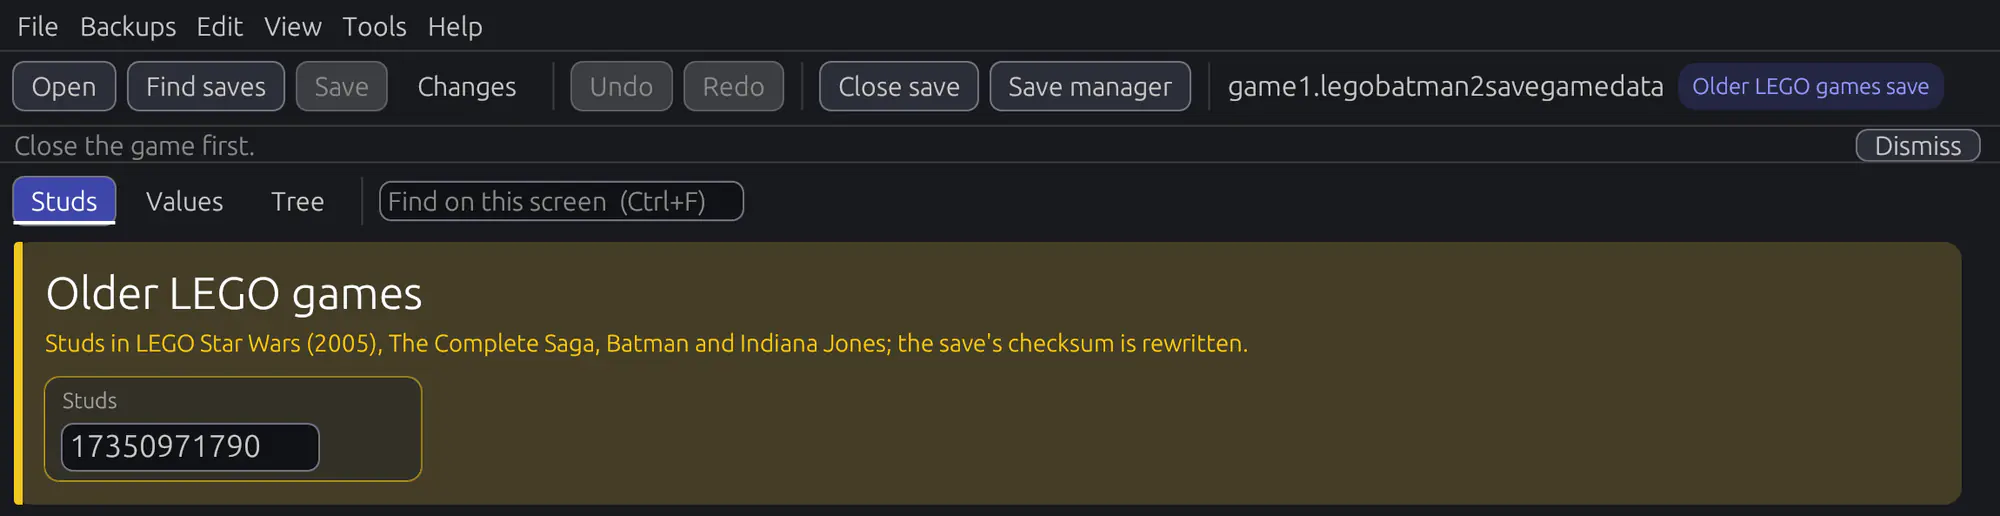 File Backups Edit View Tools Help
Open Find saves Save Changes Undo Redo Close save Save manager game1.legobatman2savegamedata Older LEGO games save
Close the game first. Dismiss
Studs Values Tree Find on this screen (Ctrl+F)
Older LEGO games
Studs in LEGO Star Wars (2005), The Complete Saga, Batman and Indiana Jones; the save's checksum is rewritten.
Studs
17350971790